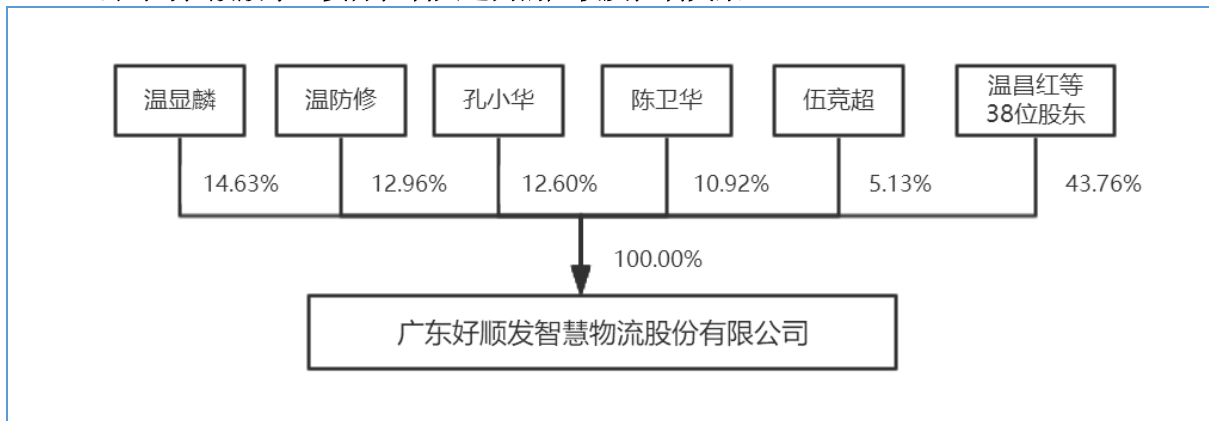 温显麟
温防修
孔小华
陈卫华
伍竞超
温昌红等
38位股东
14.63%
12.96%
12.60%
10.92%
5.13%
43.76%
100.00%
广东好顺发智慧物流股份有限公司